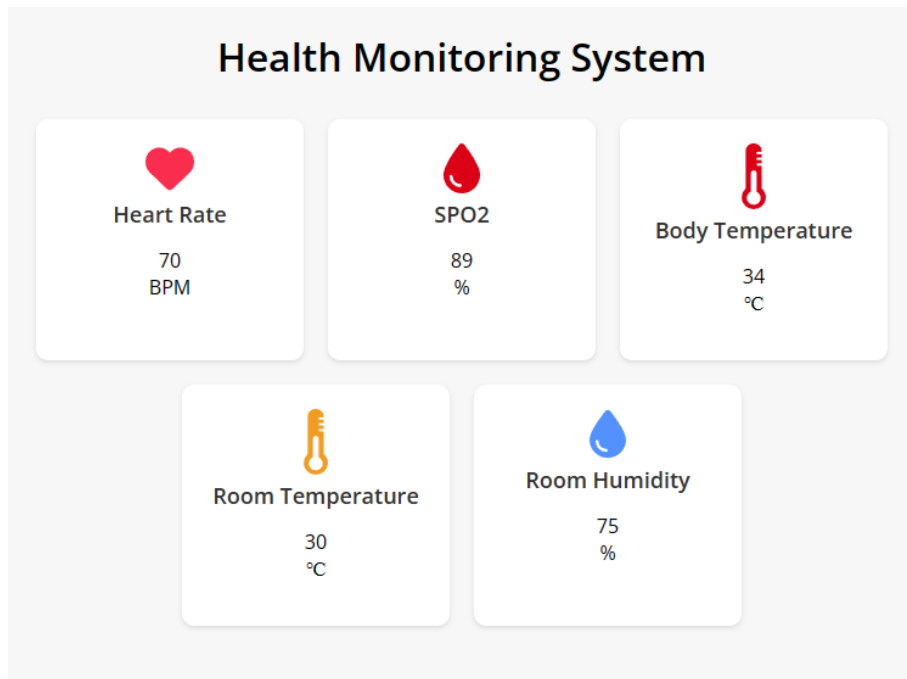 Health Monitoring System
Heart Rate
70
BPM
SPO2
89
%
Body Temperature
34
℃
Room Temperature
30
℃
Room Humidity
75
%